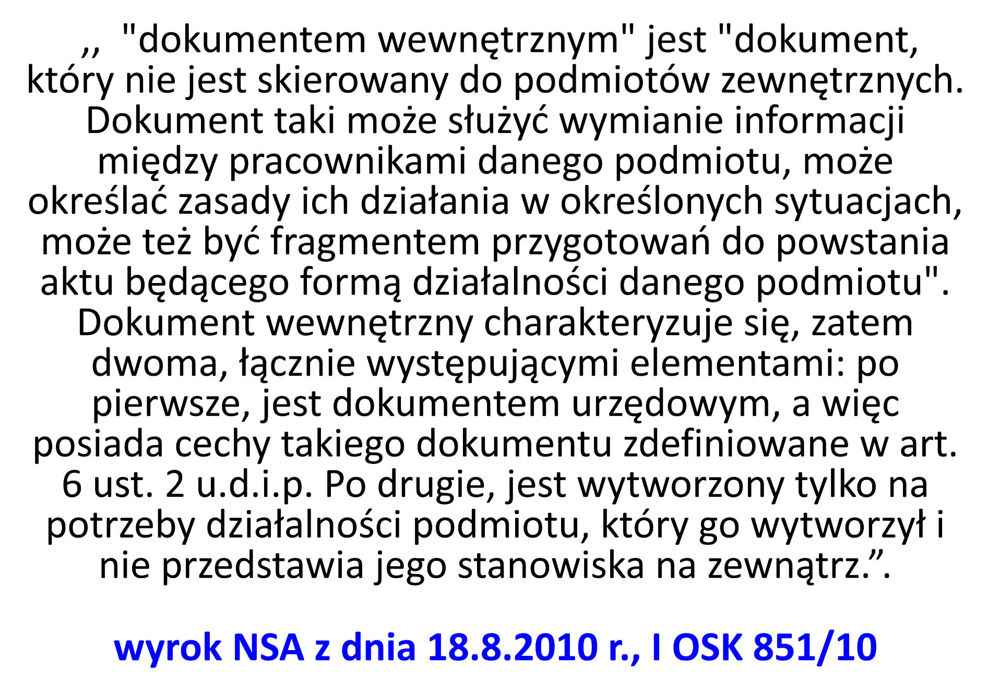 ,, "dokumentem wewnętrznym" jest "dokument,
który nie jest skierowany do podmiotów zewnętrznych.
Dokument taki może służyć wymianie informacji
między pracownikami danego podmiotu, może
określać zasady ich działania w określonych sytuacjach,
może też być fragmentem przygotowań do powstania
aktu będącego formą działalności danego podmiotu".
Dokument wewnętrzny charakteryzuje się, zatem
dwoma, łącznie występującymi elementami: po
pierwsze, jest dokumentem urzędowym, a więc
posiada cechy takiego dokumentu zdefiniowane w art.
6 ust. 2 u.d.i.p. Po drugie, jest wytworzony tylko na
potrzeby działalności podmiotu, który go wytworzył i
nie przedstawia jego stanowiska na zewnątrz.”.
wyrok NSA z dnia 18.8.2010 r., I OSK 851/10